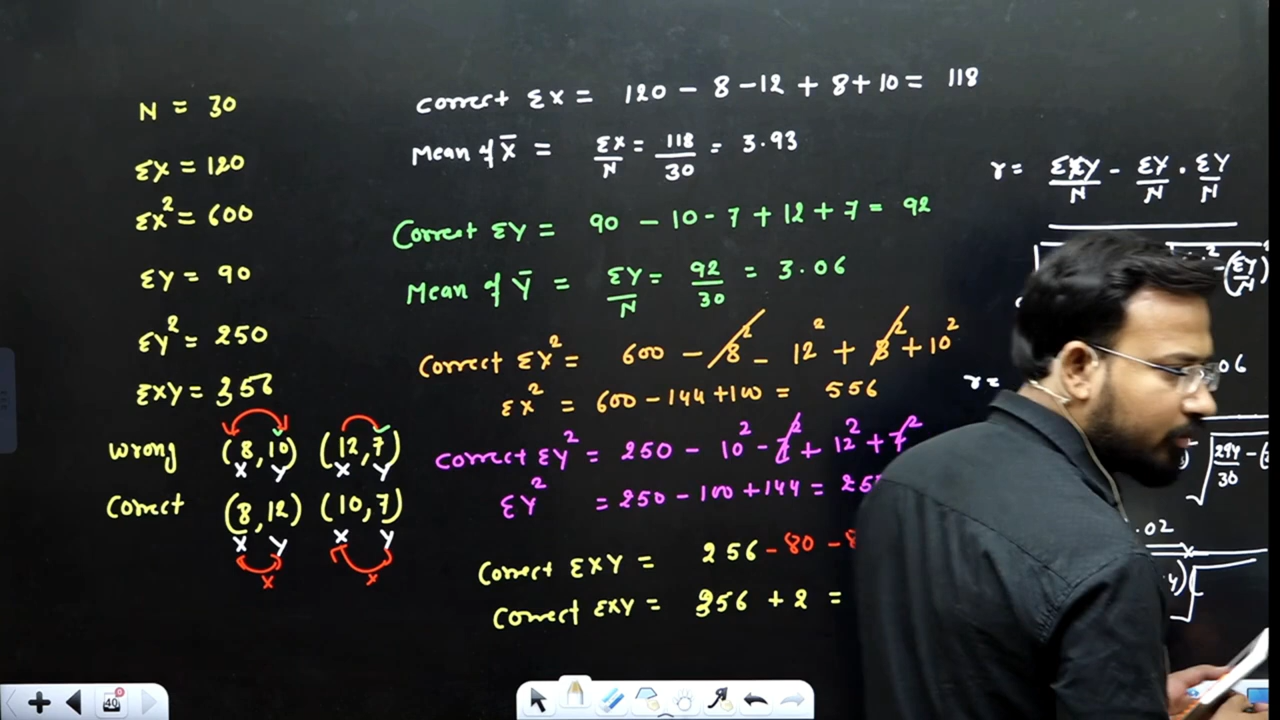 N = 30
ΣX = 120
ΣX² = 600
ΣY = 90
ΣY² = 250
ΣXY = 356
Wrong (8,10) (12,7)
X Y X Y
Correct (8,12) (10,7)
X Y X Y
x x
Correct ΣX = 120 - 8 - 12 + 8 + 10 = 118
Mean of X̄ = ΣX/N = 118/30 = 3.93
Correct ΣY = 90 - 10 - 7 + 12 + 7 = 92
Mean of Ȳ = ΣY/N = 92/30 = 3.06
Correct ΣX² = 600 - 8² - 12² + 8² + 10²
ΣX² = 600 - 144 + 100 = 556
Correct ΣY² = 250 - 10² - 7² + 12² + 7²
ΣY² = 250 - 100 + 144 =
Correct ΣXY = 256 - 80 -
Correct ΣXY = 356 + 2 =
r = ΣXY/N - ΣX/N · ΣY/N
(ΣY/N)
r =
294/30 -
40